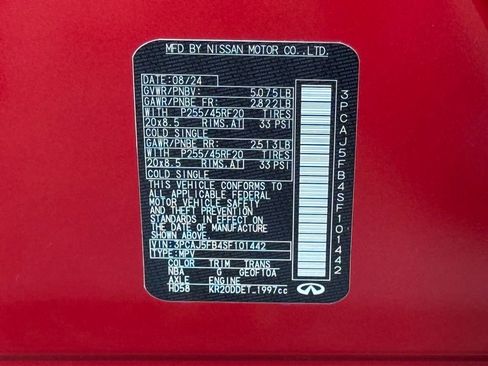 MFD BY NISSAN MOTOR CO.,LTD.
DATE:08/24
GVWR/PNBV: 5,075LB
GAWR/PNBE FR: 2,822LB
WITH P255/45RF20 TIRES
20x8.5 RIMS,AT 33 PSI
COLD SINGLE
GAWR/PNBE RR: 2,513LB
WITH P255/45RF20 TIRES
20x8.5 RIMS,AT 33 PSI
COLD SINGLE
THIS VEHICLE CONFORMS TO
ALL APPLICABLE FEDERAL
MOTOR VEHICLE SAFETY
AND THEFT PREVENTION
STANDARDS IN EFFECT ON
THE DATE OF MANUFACTURE
SHOWN ABOVE.
VIN:3PCAJ5FB4SF101442
TYPE:MPV
COLOR TRIM TRANS
NBA G GE0F10A
AXLE ENGINE
HD58 KR20DDET_1997cc
INFINITI
3PCAJ5FB4SF101442